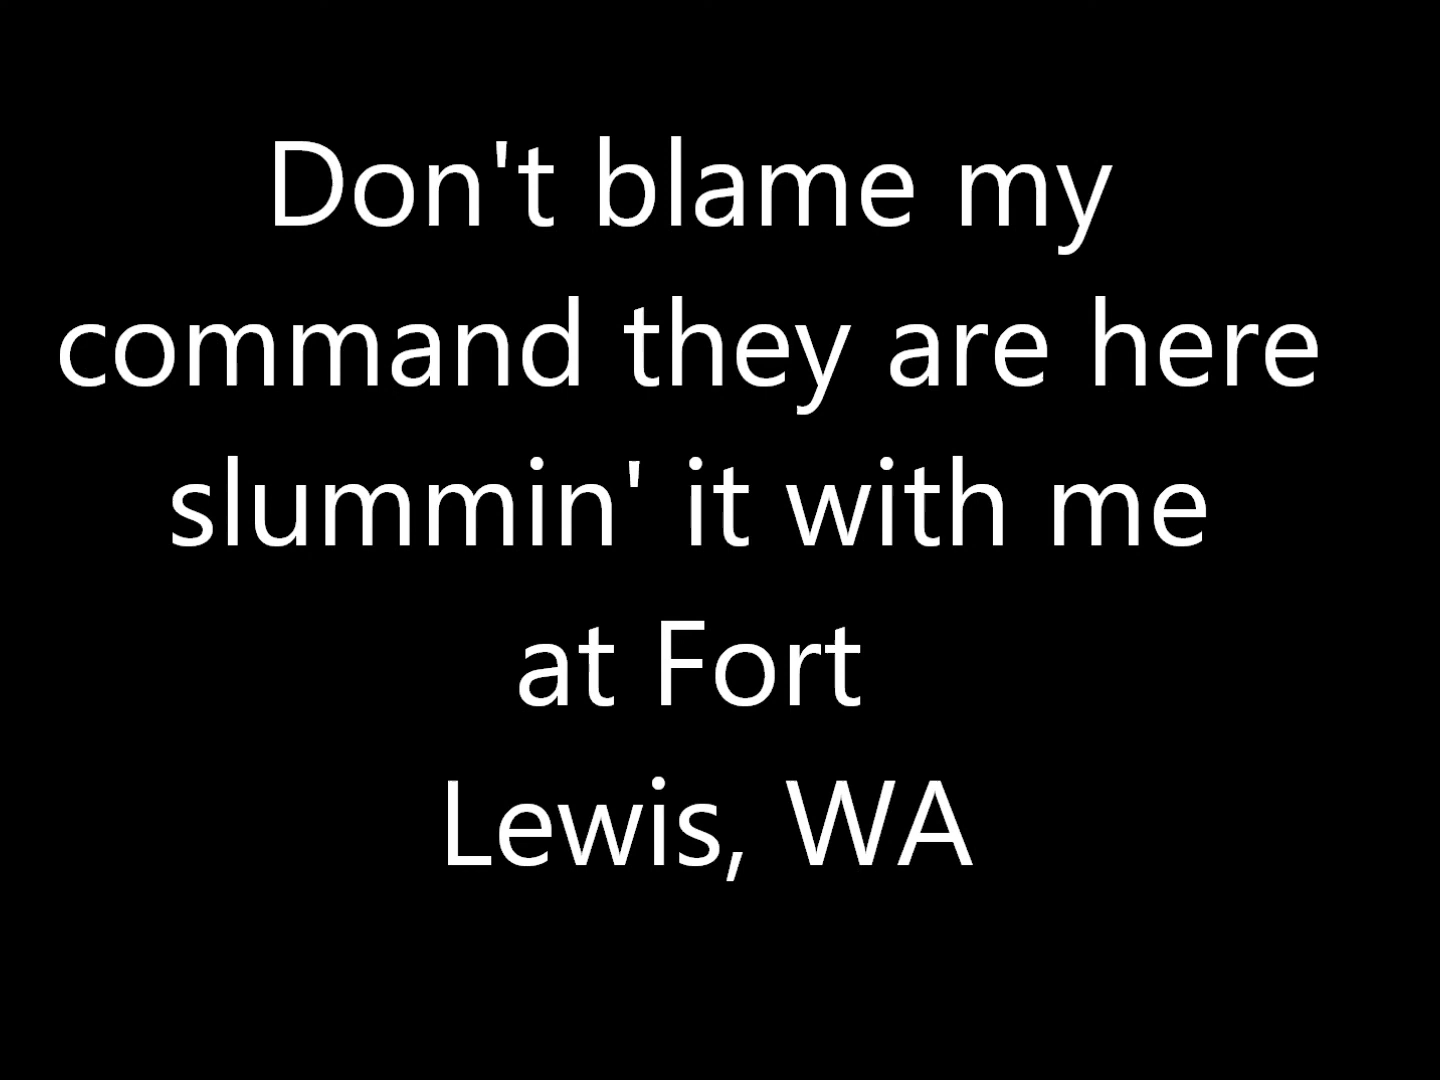 Don't blame my
command they are here
slummin' it with me
at Fort
Lewis, WA